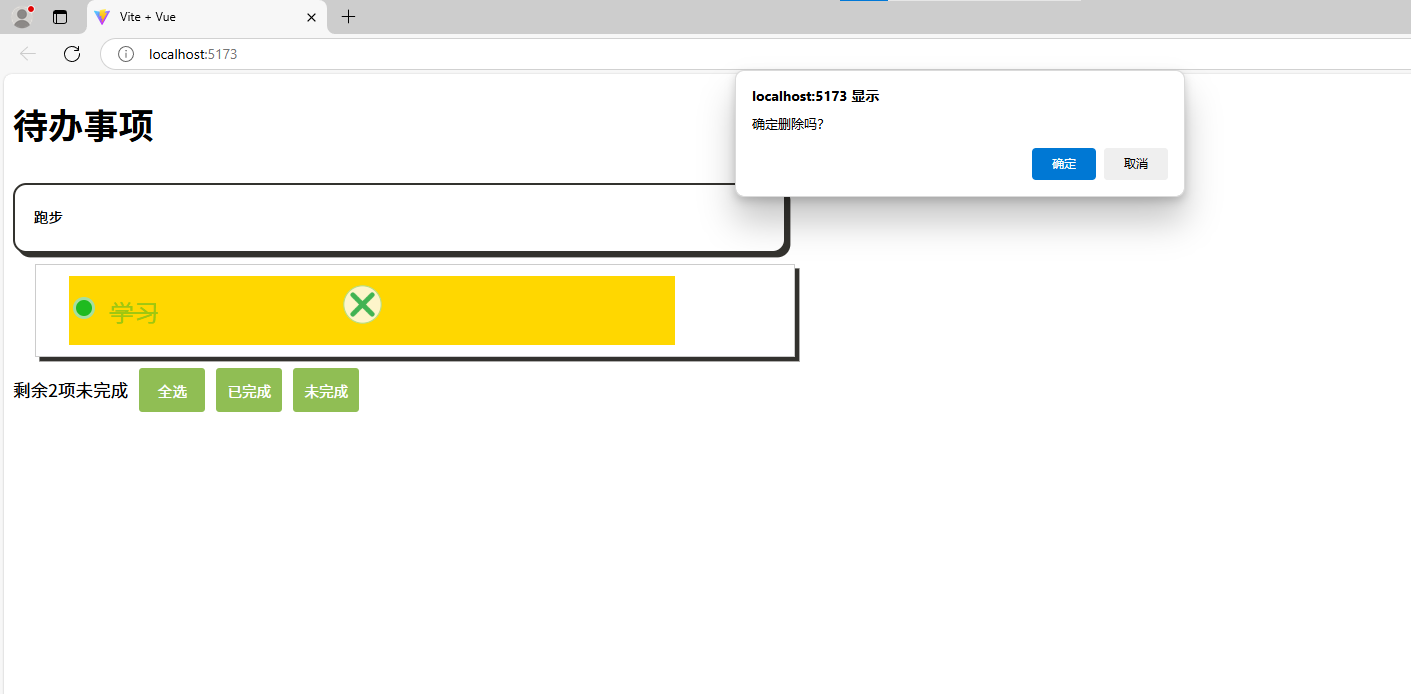 Vite + Vue
localhost:5173
localhost:5173 显示
确定删除吗?
确定 取消
待办事项
跑步
学习
剩余2项未完成 全选 已完成 未完成